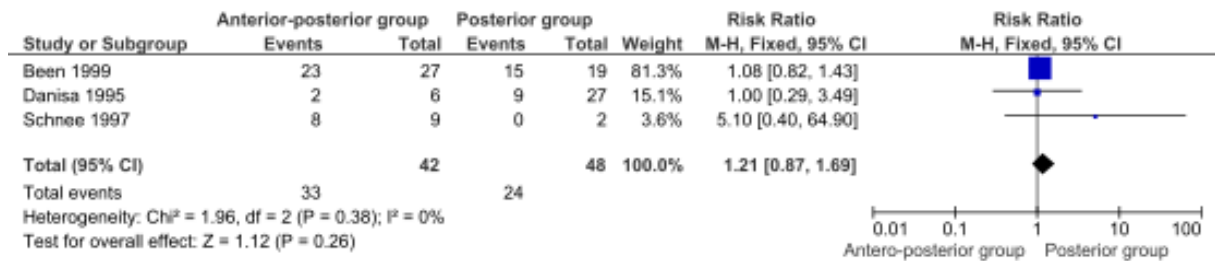 Anterior-posterior group Posterior group Risk Ratio Risk Ratio
Study or Subgroup Events Total Events Total Weight M-H, Fixed, 95% CI M-H, Fixed, 95% CI
Been 1999 23 27 15 19 81.3% 1.08 [0.82, 1.43]
Danisa 1995 2 6 9 27 15.1% 1.00 [0.29, 3.49]
Schnee 1997 8 9 0 2 3.6% 5.10 [0.40, 64.90]
Total (95% CI) 42 48 100.0% 1.21 [0.87, 1.69]
Total events 33 24
Heterogeneity: Chi² = 1.96, df = 2 (P = 0.38); I² = 0%
Test for overall effect: Z = 1.12 (P = 0.26)
0.01 0.1 1 10 100
Antero-posterior group Posterior group